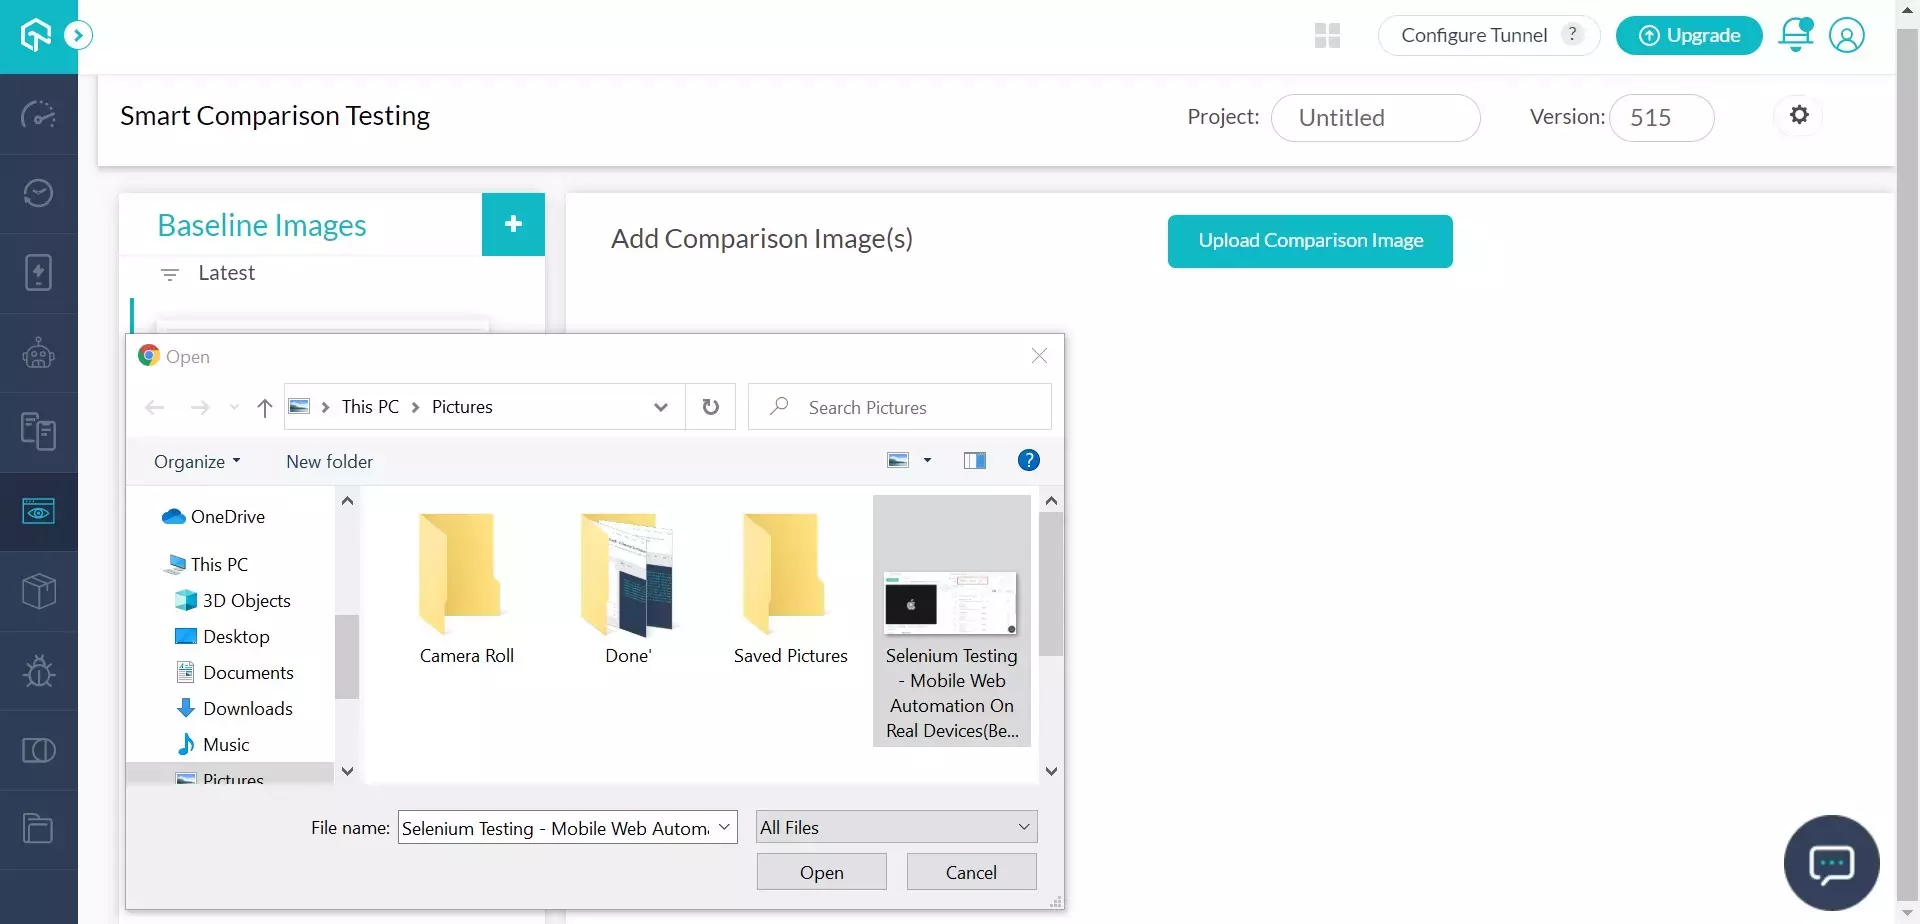 Configure Tunnel ?
Upgrade
Smart Comparison Testing
Project: Untitled
Version: 515
Baseline Images +
Latest
Add Comparison Image(s)
Upload Comparison Image
Open
This PC > Pictures
Search Pictures
Organize
New folder
?
OneDrive
This PC
3D Objects
Desktop
Documents
Downloads
Music
Pictures
Camera Roll
Done'
Saved Pictures
Selenium Testing
- Mobile Web
Automation On
Real Devices(Be...
File name: Selenium Testing - Mobile Web Autom
All Files
Open
Cancel